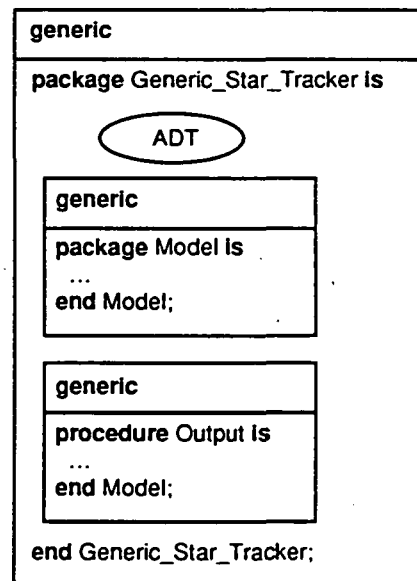 generic
package Generic_Star_Tracker is
ADT
generic
package Model is
...
end Model;
generic
procedure Output is
...
end Model;
end Generic_Star_Tracker;